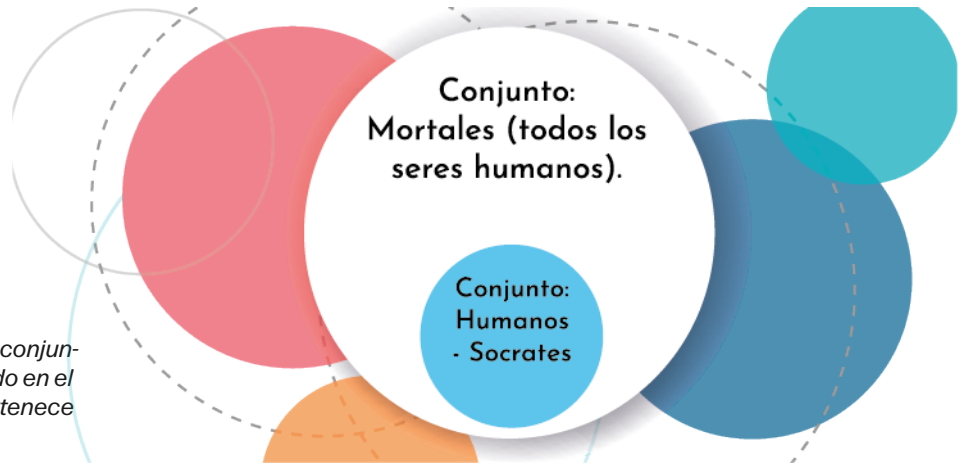 Conjunto:
Mortales (todos los
seres humanos).
Conjunto:
Humanos
- Socrates
conjun-
do en el
tenece